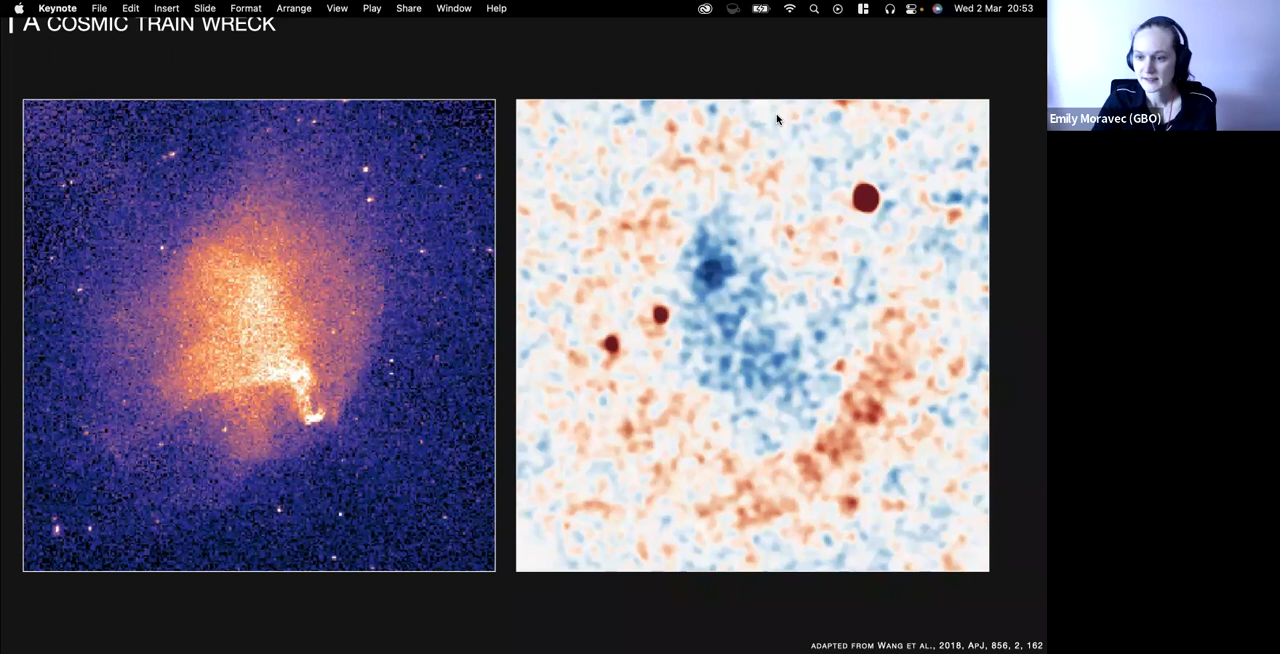 Keynote File Edit Insert Slide Format Arrange View Play Share Window Help Wed 2 Mar 20:53
A COSMIC TRAIN WRECK
Emily Moravec (GBO)
ADAPTED FROM WANG ET AL., 2018, APJ, 856, 2, 162